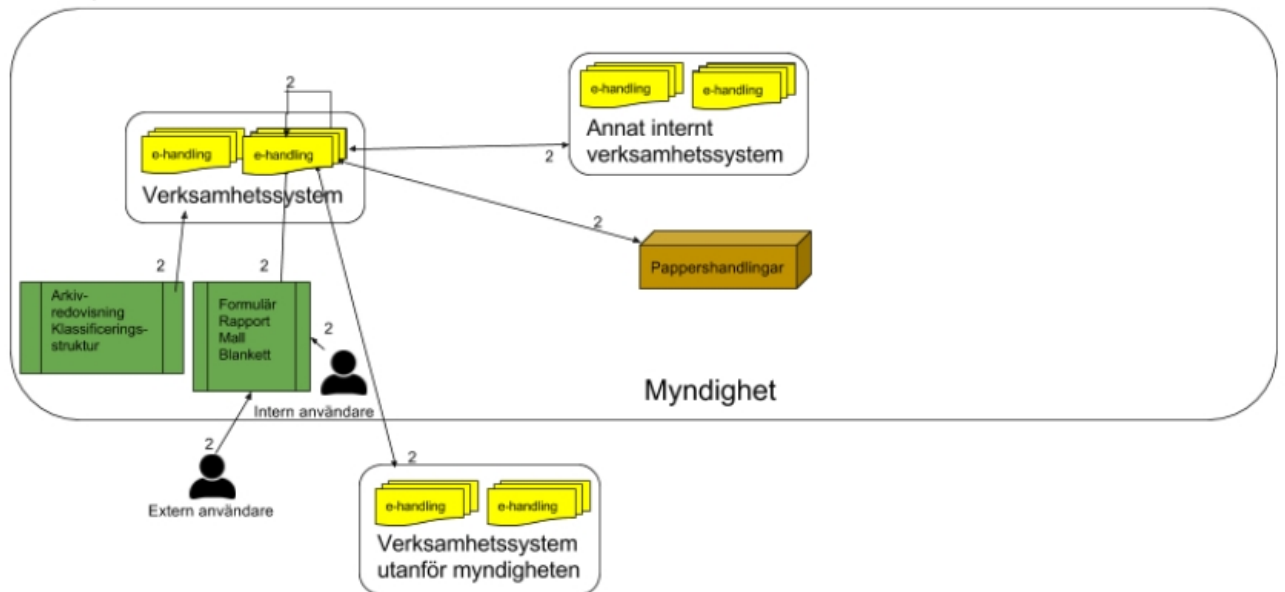 2
e-handling
e-handling
Annat internt
verksamhetssystem
2
e-handling
e-handling
Verksamhetssystem
2
Pappershandlingar
2
2
Arkiv-
redovisning
Klassificerings-
struktur
Formulär
Rapport
Mall
Blankett
2
Intern användare
Myndighet
2
Extern användare
2
e-handling
e-handling
Verksamhetssystem
utanför myndigheten